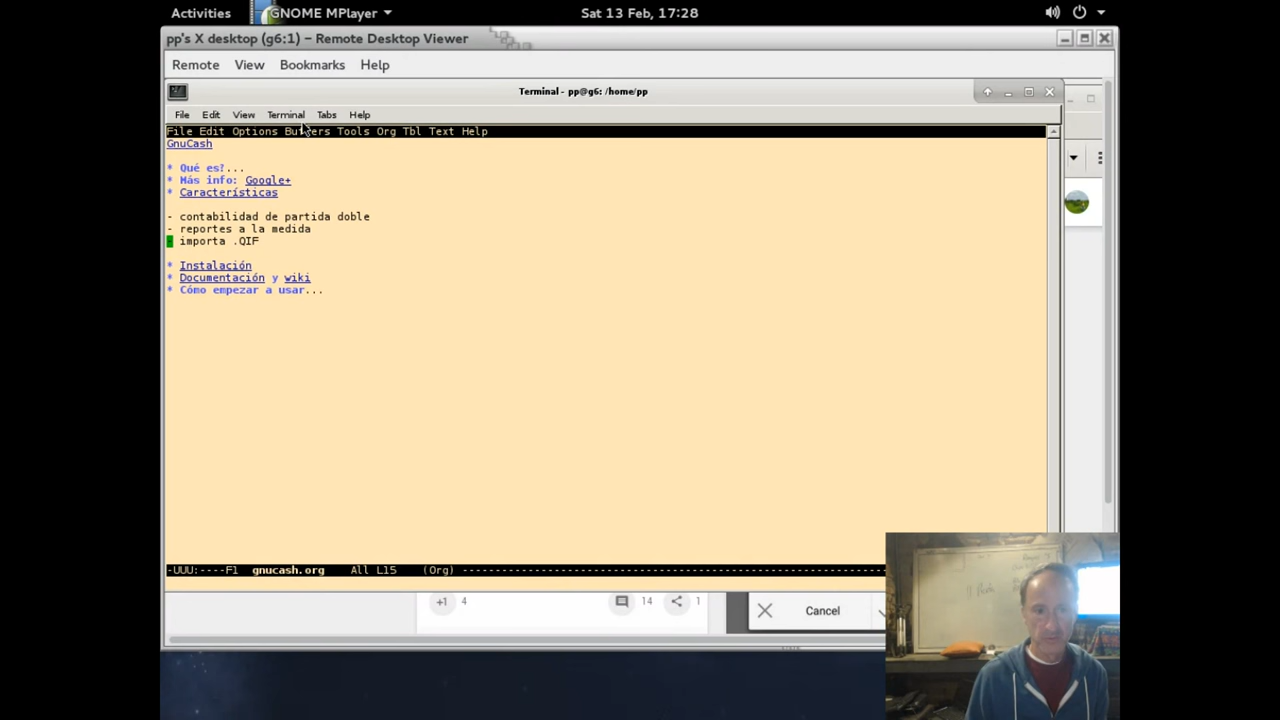 Activities GNOME MPlayer Sat 13 Feb, 17:28
pp's X desktop (g6:1) – Remote Desktop Viewer
Remote View Bookmarks Help
Terminal - pp@g6: /home/pp
File Edit View Terminal Tabs Help
File Edit Options Buffers Tools Org Tbl Text Help
GnuCash
* Qué es?...
* Más info: Google+
* Características
- contabilidad de partida doble
- reportes a la medida
- importa .QIF
* Instalación
* Documentación y wiki
* Cómo empezar a usar...
-UUU:----F1 gnucash.org All L15 (Org) ----------------------------------------
+1 4 14 1 Cancel